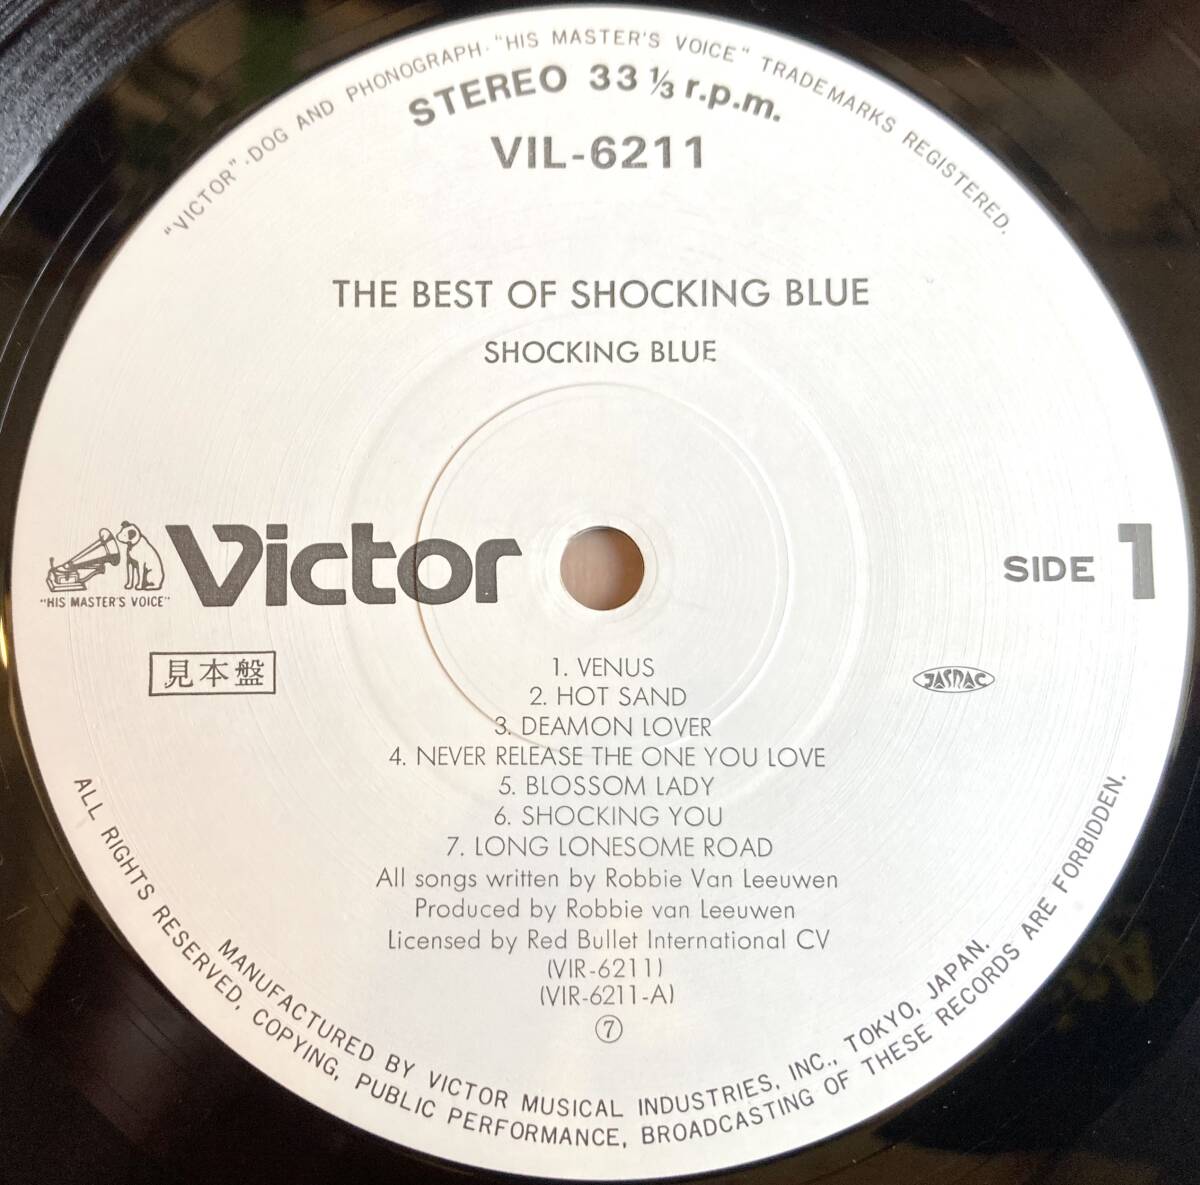 "VICTOR".DOG AND PHONOGRAPH."HIS MASTER'S VOICE" TRADEMARKS REGISTERED.
STEREO 33 1/3 r.p.m.
VIL-6211
THE BEST OF SHOCKING BLUE
SHOCKING BLUE
"HIS MASTER'S VOICE"
Victor
SIDE 1
見本盤
JASRAC
1. VENUS
2. HOT SAND
3. DEAMON LOVER
4. NEVER RELEASE THE ONE YOU LOVE
5. BLOSSOM LADY
6. SHOCKING YOU
7. LONG LONESOME ROAD
All songs written by Robbie Van Leeuwen
Produced by Robbie van Leeuwen
Licensed by Red Bullet International CV
(VIR-6211)
(VIR-6211-A)
⑦
MANUFACTURED BY VICTOR MUSICAL INDUSTRIES, INC., TOKYO, JAPAN.
ALL RIGHTS RESERVED, COPYING, PUBLIC PERFORMANCE, BROADCASTING OF THESE RECORDS ARE FORBIDDEN.